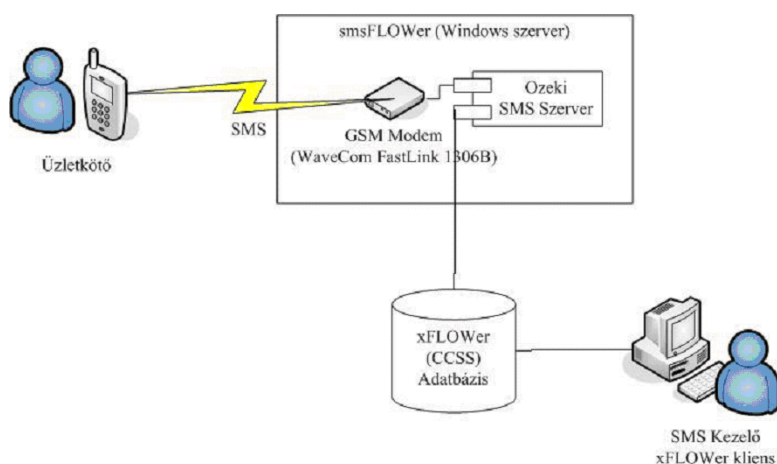 smsFLOWer (Windows szerver)
Ozeki
SMS Szerver
SMS
GSM Modem
(WaveCom FastLink 1306B)
Üzletkötő
xFLOWer
(CCSS)
Adatbázis
SMS Kezelő
xFLOWer kliens